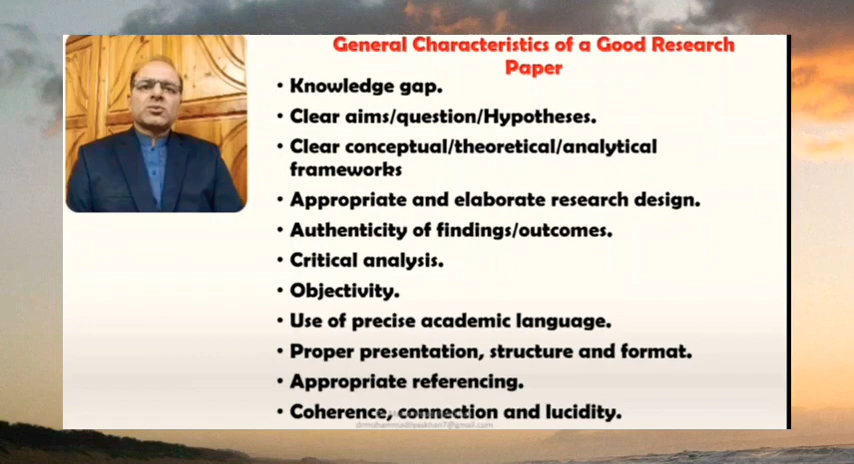 General Characteristics of a Good Research
Paper
• Knowledge gap.
• Clear aims/question/Hypotheses.
• Clear conceptual/theoretical/analytical
frameworks
• Appropriate and elaborate research design.
• Authenticity of findings/outcomes.
• Critical analysis.
• Objectivity.
• Use of precise academic language.
• Proper presentation, structure and format.
• Appropriate referencing.
• Coherence, connection and lucidity.